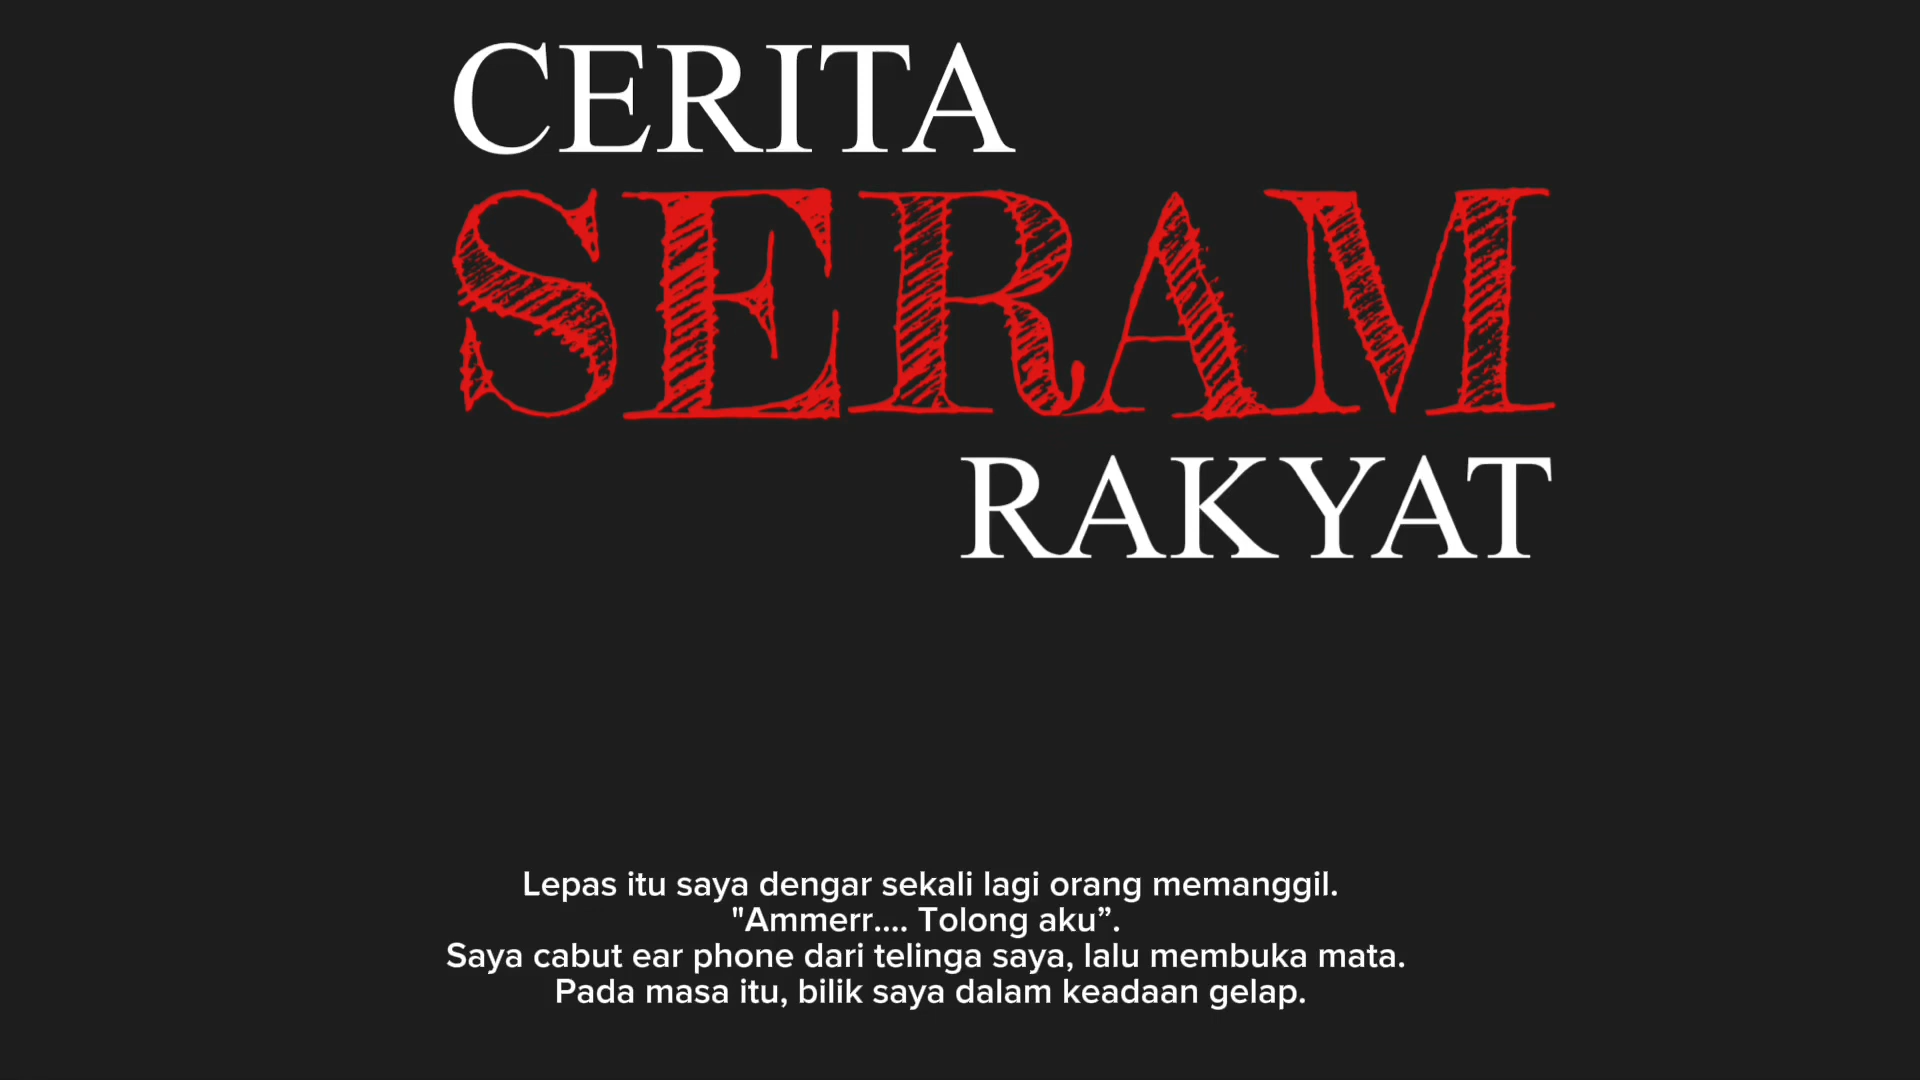 CERITA
SERAM
RAKYAT
Lepas itu saya dengar sekali lagi orang memanggil.
"Ammerr.... Tolong aku”.
Saya cabut ear phone dari telinga saya, lalu membuka mata.
Pada masa itu, bilik saya dalam keadaan gelap.